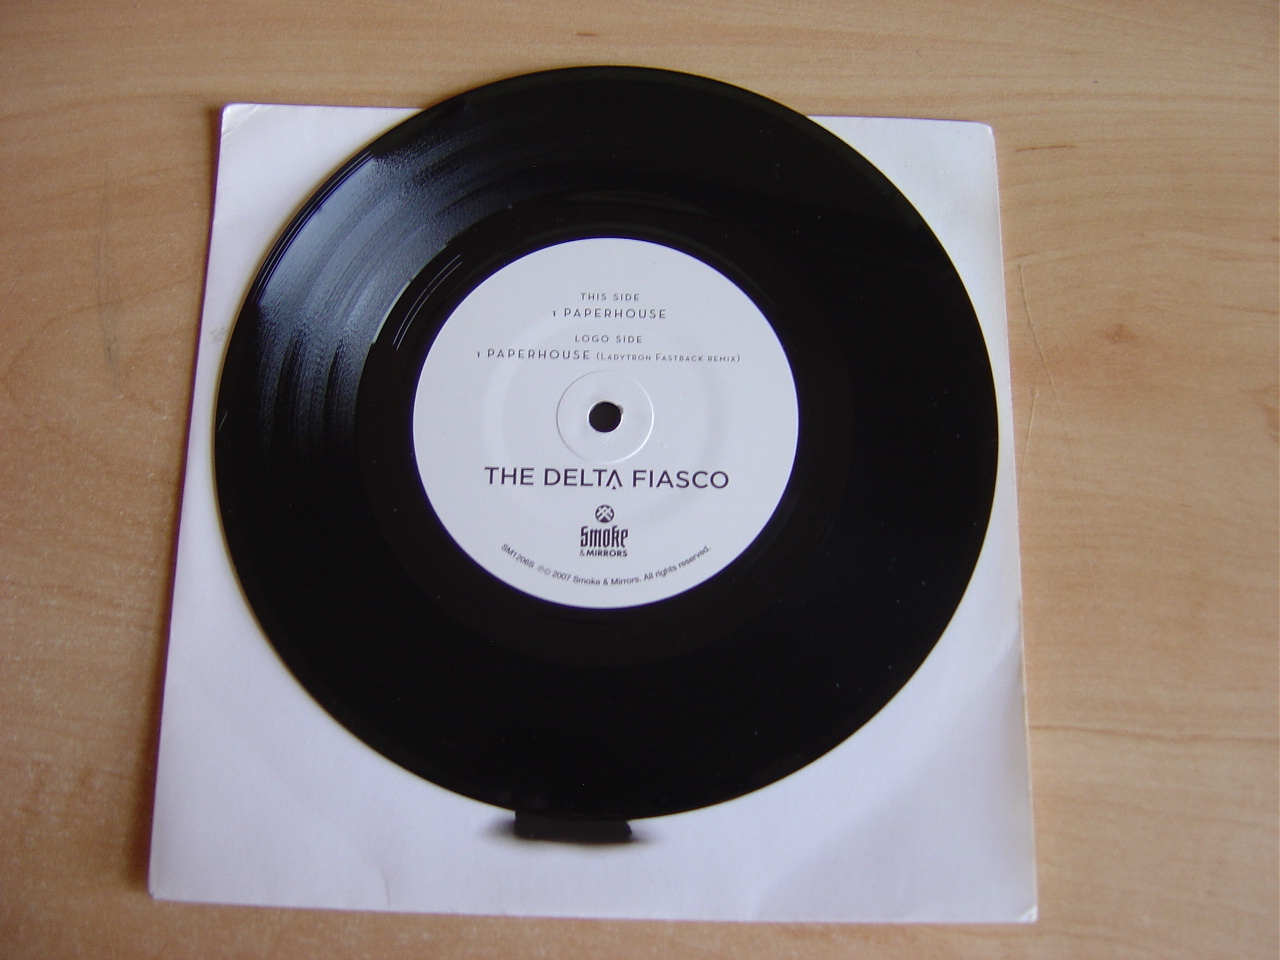 THIS SIDE
1 PAPERHOUSE
LOGO SIDE
1 PAPERHOUSE (LADYTRON FASTBACK REMIX)
THE DELTA FIASCO
Smoke
& MIRRORS
SM1206S ℗© 2007 Smoke & Mirrors. All rights reserved.